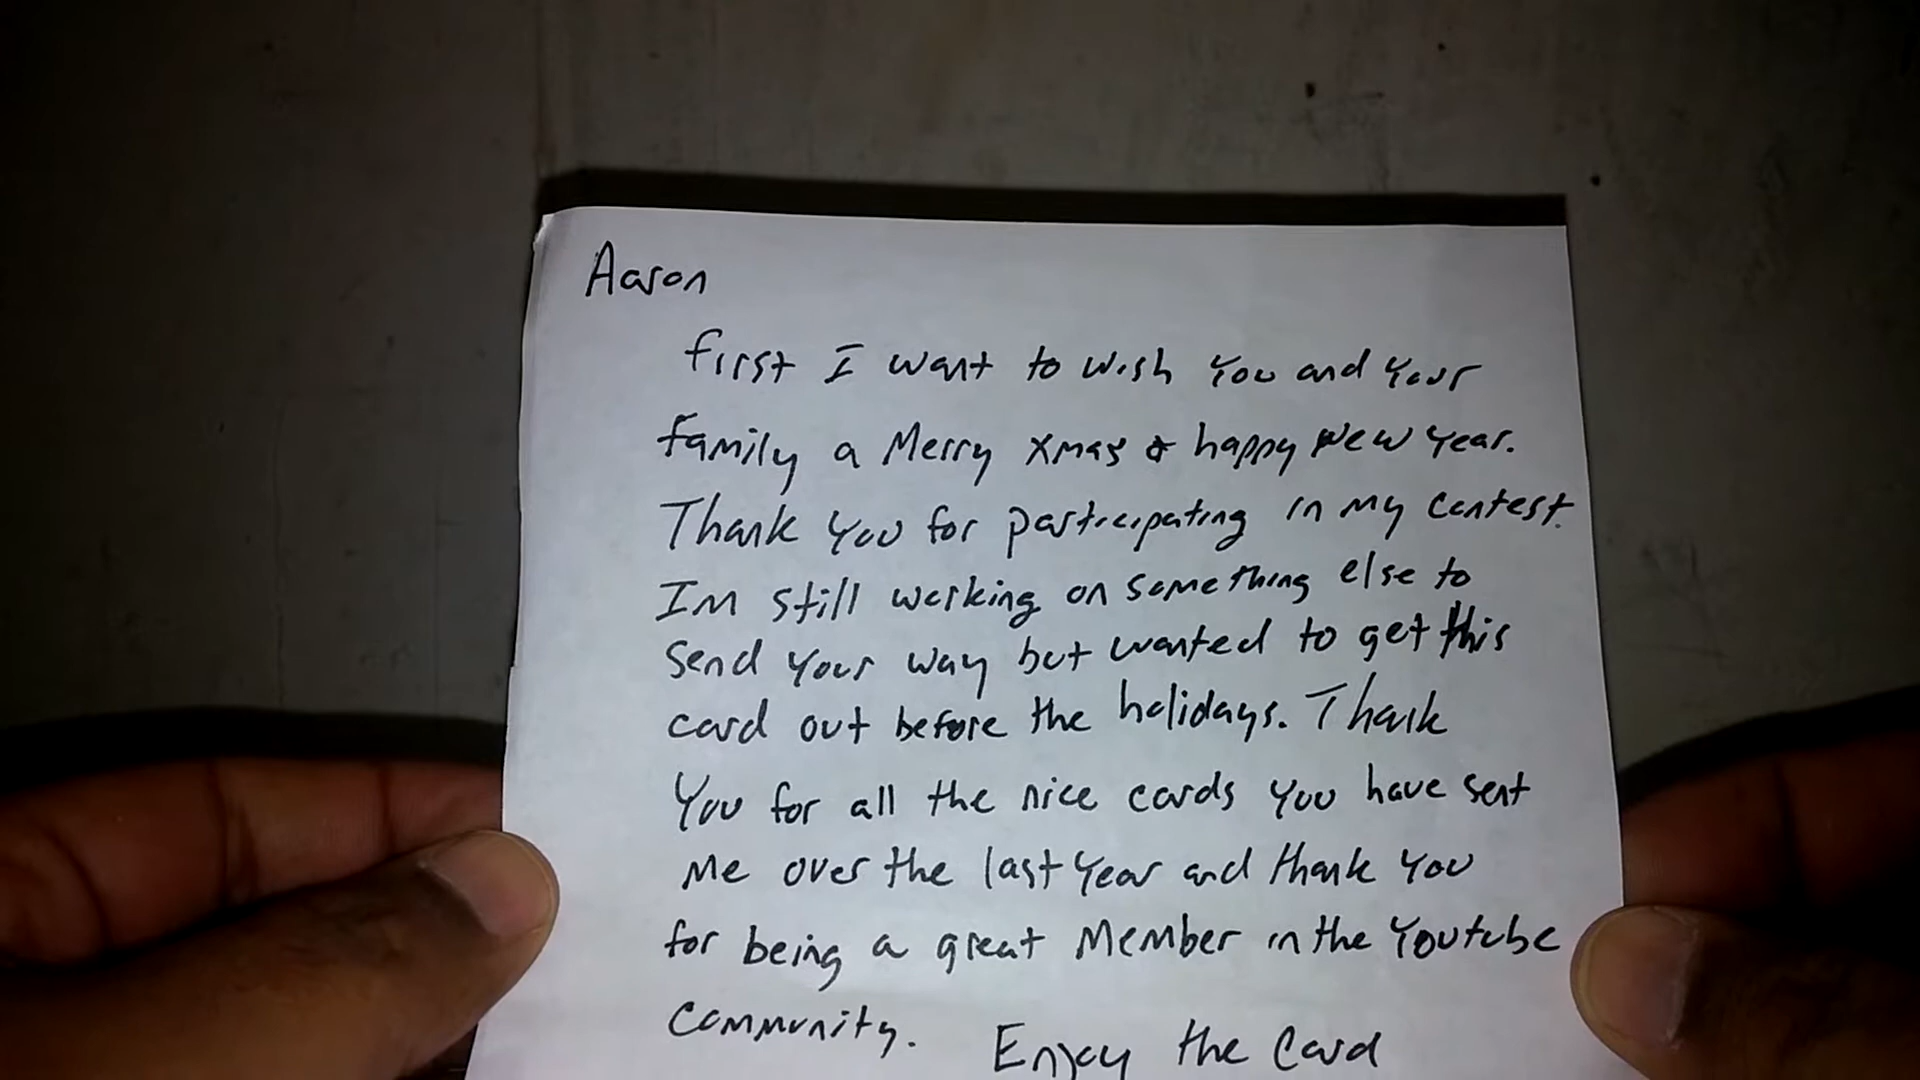 Aaron
first I want to wish you and your
family a Merry Xmas & happy New Year.
Thank you for participating in my contest.
Im still working on something else to
send your way but wanted to get this
card out before the holidays. Thank
You for all the nice cards you have sent
Me over the last year and thank you
for being a great Member in the Youtube
community.
Enjoy the Card